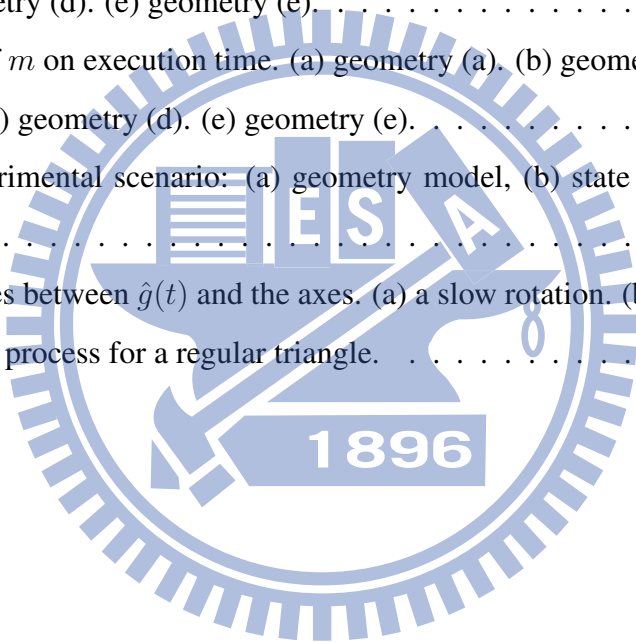 etry (d). (e) geometry (e). . . . . . . . . . . . . . .
m on execution time. (a) geometry (a). (b) geome
) geometry (d). (e) geometry (e). . . . . . . . . .
rimental scenario: (a) geometry model, (b) state
. . . . . . . . . . . . . . . . . . . . . . .
es between ĝ(t) and the axes. (a) a slow rotation. (b
process for a regular triangle. . . . . . . . . .
E S A
1896